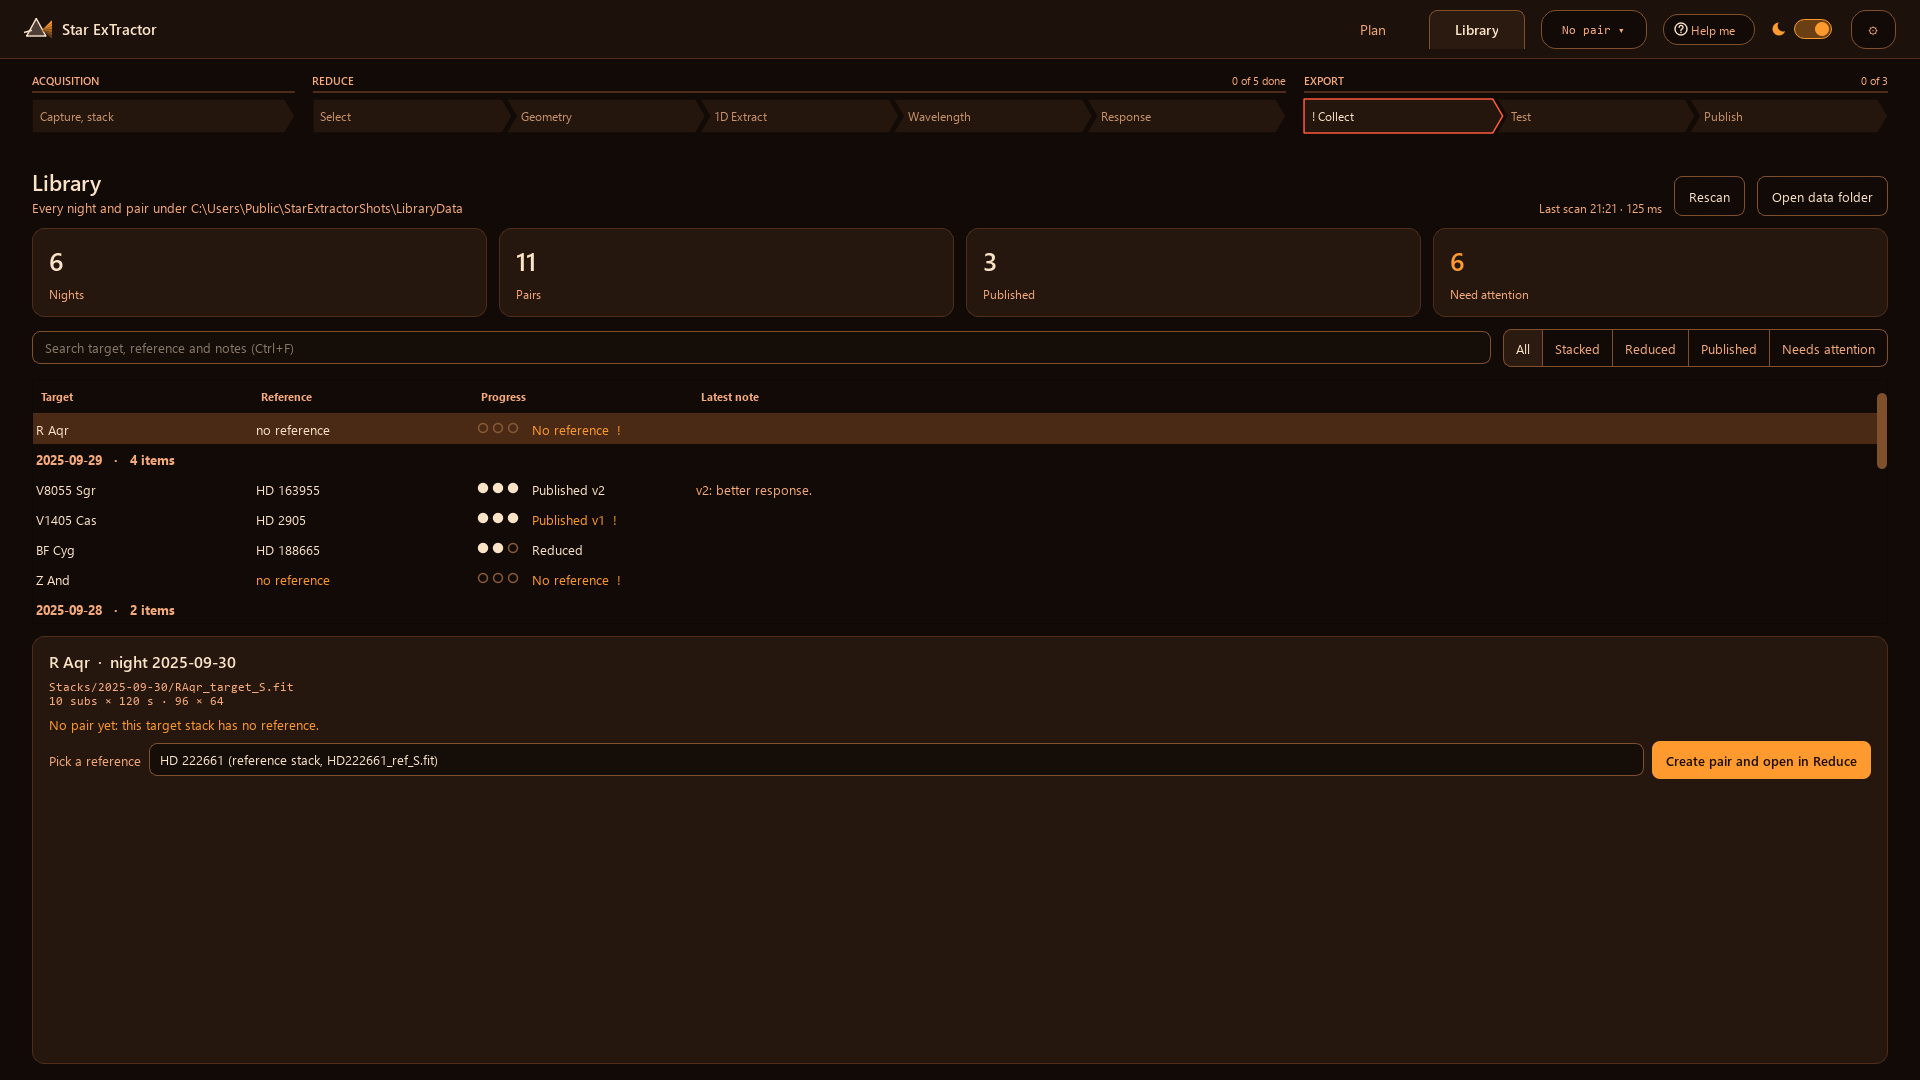 Star ExTractor
Plan
Library
No pair ▾
? Help me
ACQUISITION
REDUCE
0 of 5 done
EXPORT
0 of 3
Capture, stack
Select
Geometry
1D Extract
Wavelength
Response
! Collect
Test
Publish
Library
Every night and pair under C:\Users\Public\StarExtractorShots\LibraryData
Last scan 21:21 · 125 ms
Rescan
Open data folder
6
Nights
11
Pairs
3
Published
6
Need attention
Search target, reference and notes (Ctrl+F)
All
Stacked
Reduced
Published
Needs attention
Target Reference Progress Latest note
R Aqr no reference No reference !
2025-09-29 · 4 items
V8055 Sgr HD 163955 Published v2 v2: better response.
V1405 Cas HD 2905 Published v1 !
BF Cyg HD 188665 Reduced
Z And no reference No reference !
2025-09-28 · 2 items
R Aqr · night 2025-09-30
Stacks/2025-09-30/RAqr_target_S.fit
10 subs × 120 s · 96 × 64
No pair yet: this target stack has no reference.
Pick a reference
HD 222661 (reference stack, HD222661_ref_S.fit)
Create pair and open in Reduce